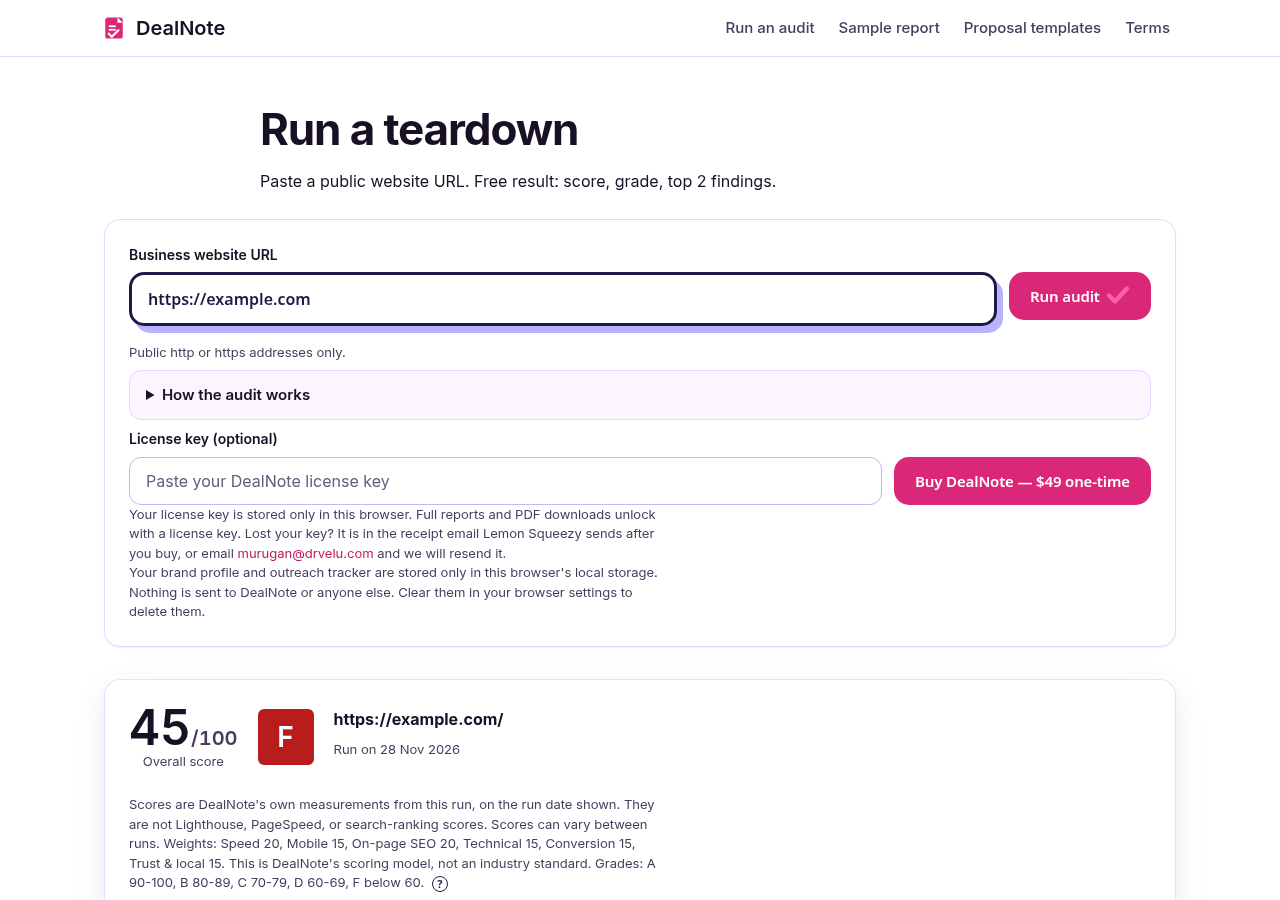 DealNote
Run an audit
Sample report
Proposal templates
Terms
Run a teardown
Paste a public website URL. Free result: score, grade, top 2 findings.
Business website URL
https://example.com
Run audit
Public http or https addresses only.
How the audit works
License key (optional)
Paste your DealNote license key
Buy DealNote — $49 one-time
Your license key is stored only in this browser. Full reports and PDF downloads unlock
with a license key. Lost your key? It is in the receipt email Lemon Squeezy sends after
you buy, or email murugan@drvelu.com and we will resend it.
Your brand profile and outreach tracker are stored only in this browser's local storage.
Nothing is sent to DealNote or anyone else. Clear them in your browser settings to
delete them.
45/100
Overall score
F
https://example.com/
Run on 28 Nov 2026
Scores are DealNote's own measurements from this run, on the run date shown. They
are not Lighthouse, PageSpeed, or search-ranking scores. Scores can vary between
runs. Weights: Speed 20, Mobile 15, On-page SEO 20, Technical 15, Conversion 15,
Trust & local 15. This is DealNote's scoring model, not an industry standard. Grades: A
90-100, B 80-89, C 70-79, D 60-69, F below 60. ?